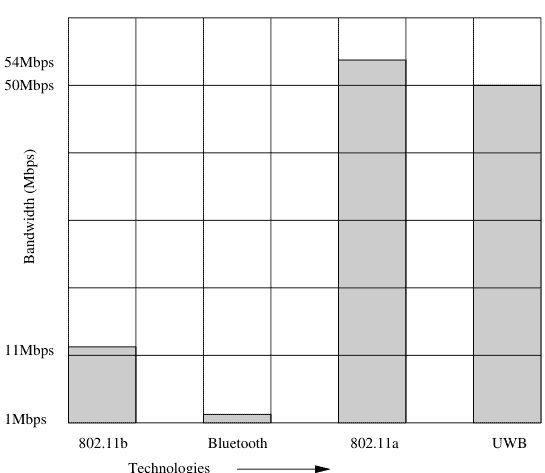 54Mbps
50Mbps
Bandwidth (Mbps)
11Mbps
1Mbps
802.11b Bluetooth 802.11a UWB
Technologies